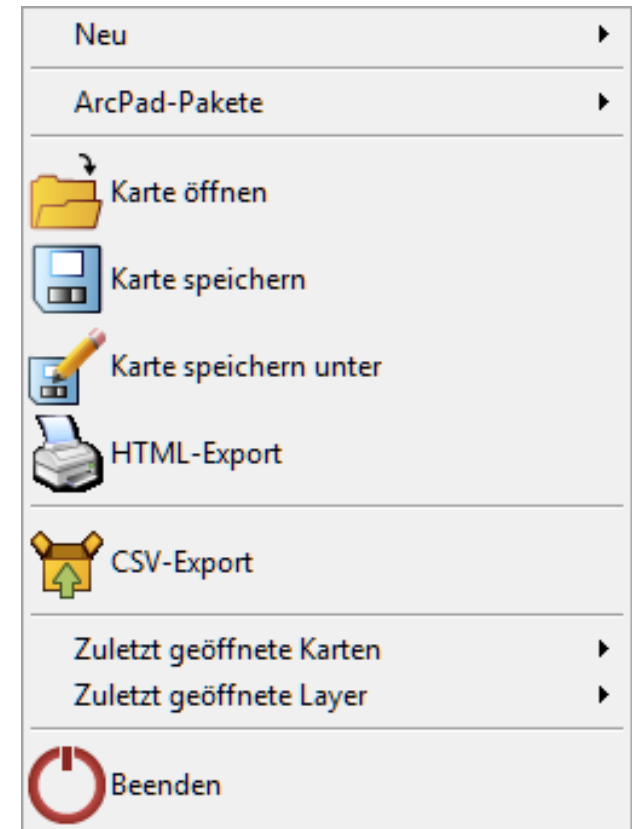 Neu
ArcPad-Pakete
Karte öffnen
Karte speichern
Karte speichern unter
HTML-Export
CSV-Export
Zuletzt geöffnete Karten
Zuletzt geöffnete Layer
Beenden